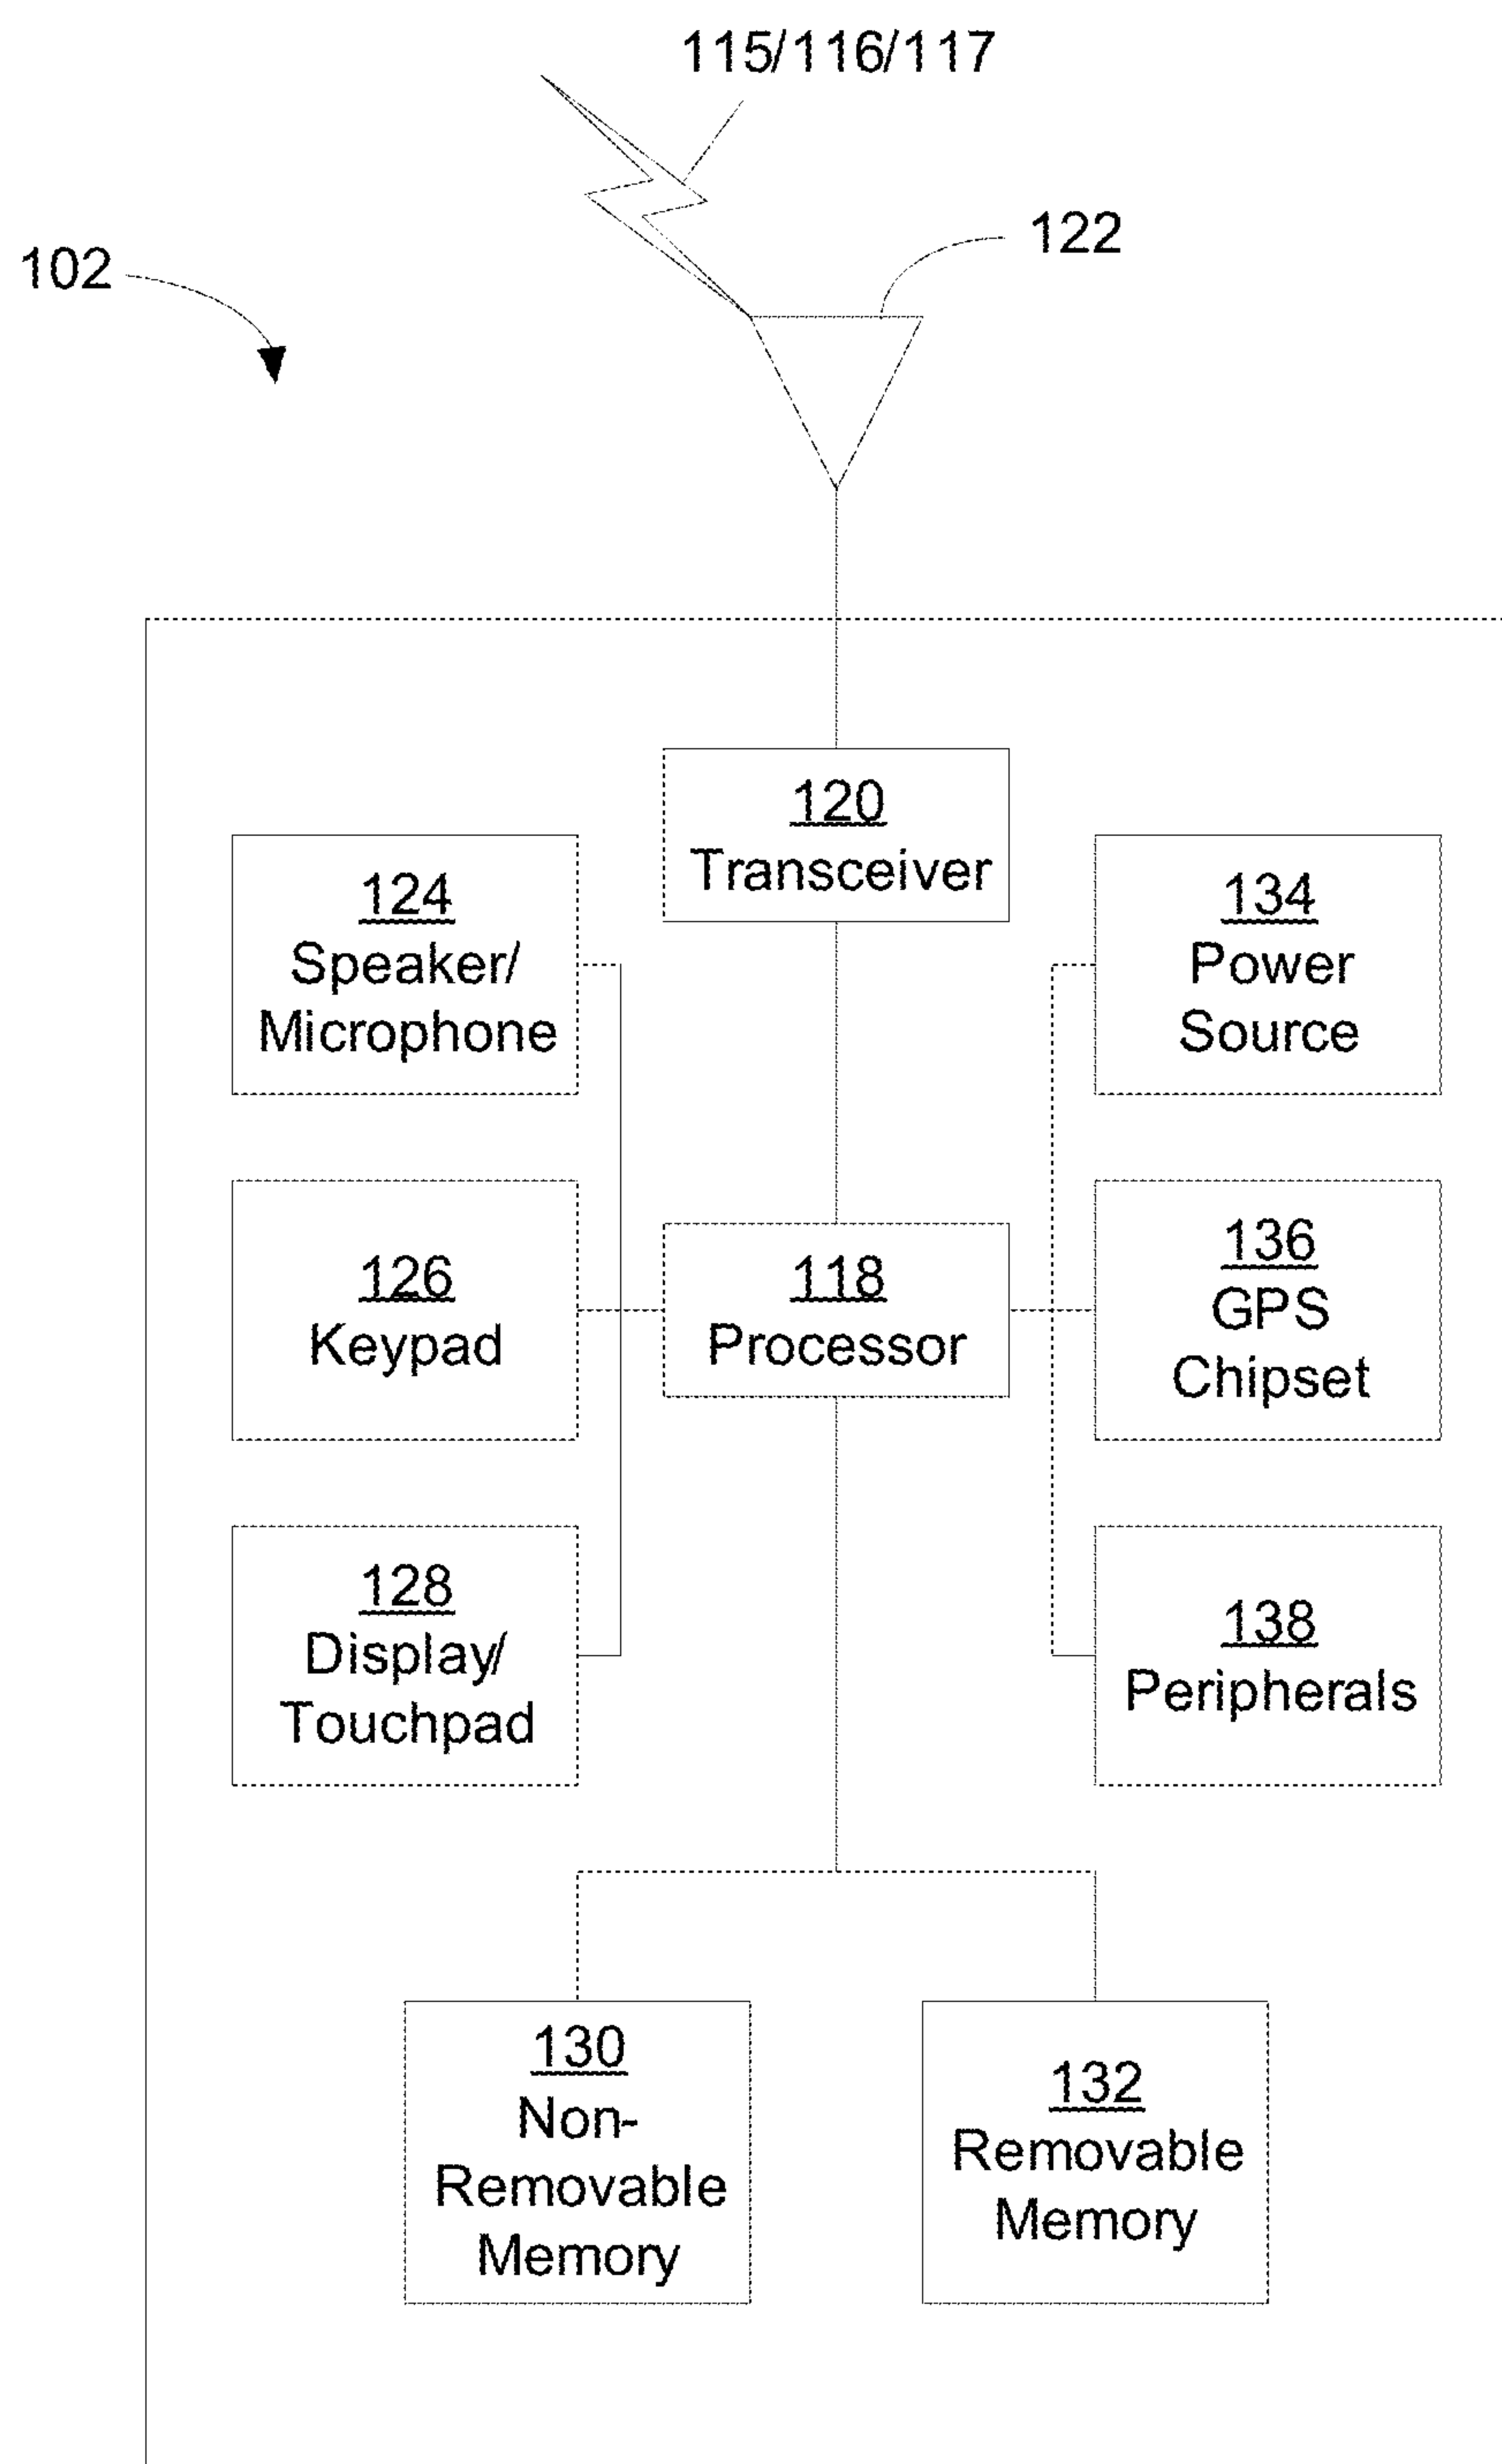 115/116/117
122
102
120
Transceiver
124
Speaker/
Microphone
134
Power
Source
126
Keypad
118
Processor
136
GPS
Chipset
128
Display/
Touchpad
138
Peripherals
130
Non-
Removable
Memory
132
Removable
Memory